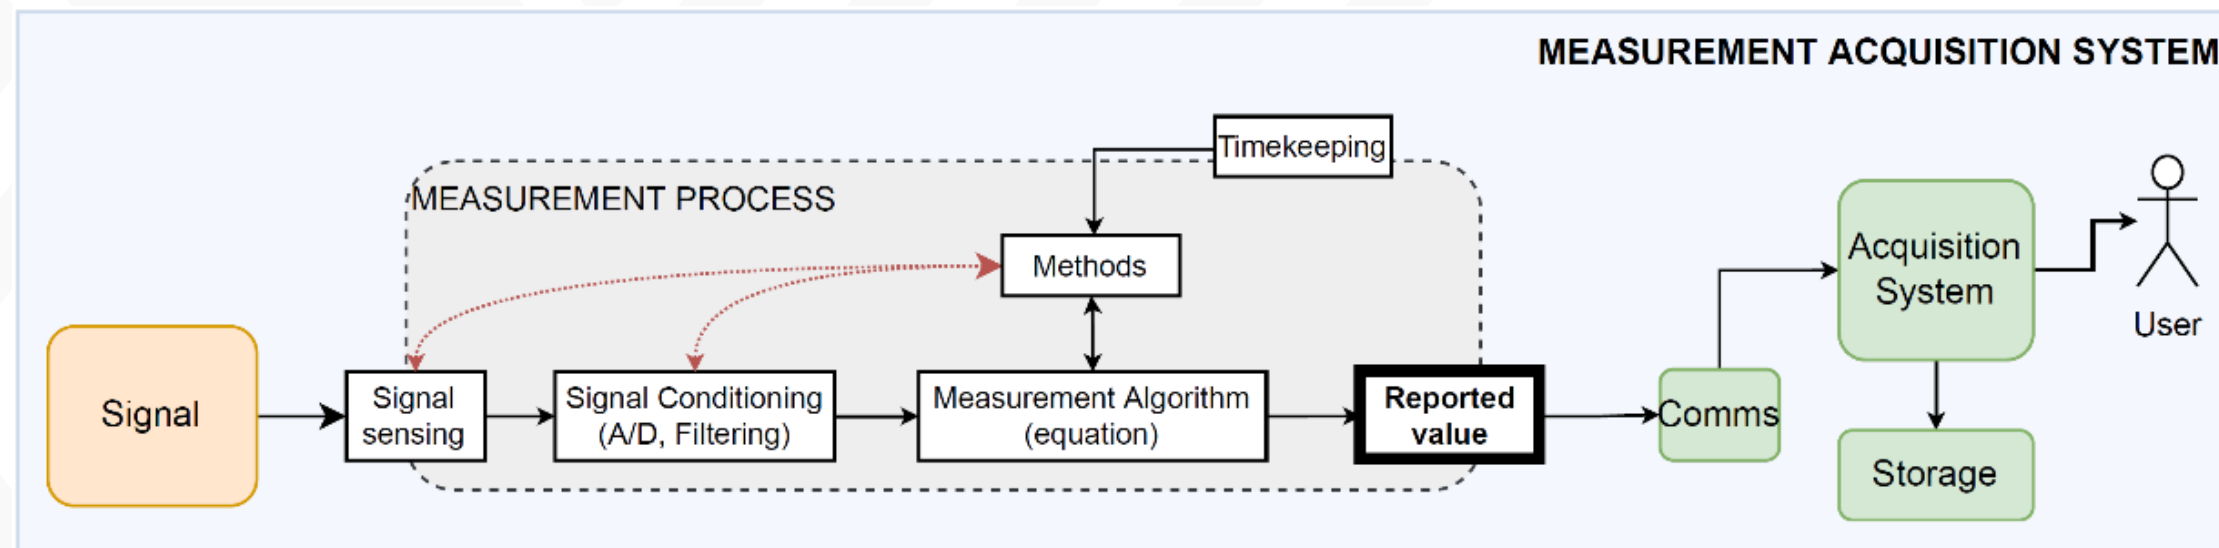 MEASUREMENT ACQUISITION SYSTEM
Timekeeping
MEASUREMENT PROCESS
Methods
Signal
Signal
sensing
Signal Conditioning
(A/D, Filtering)
Measurement Algorithm
(equation)
Reported
value
Comms
Acquisition
System
User
Storage